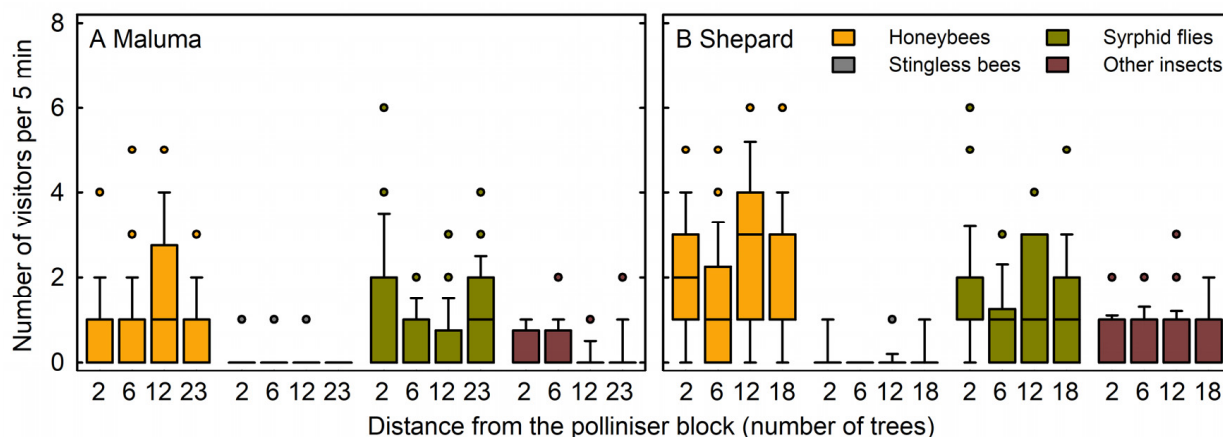 A Maluma
B Shepard
Honeybees
Syrphid flies
Stingless bees
Other insects
Number of visitors per 5 min
8
6
4
2
0
2 6 12 23 2 6 12 23 2 6 12 23 2 6 12 23
2 6 12 18 2 6 12 18 2 6 12 18 2 6 12 18
Distance from the polliniser block (number of trees)